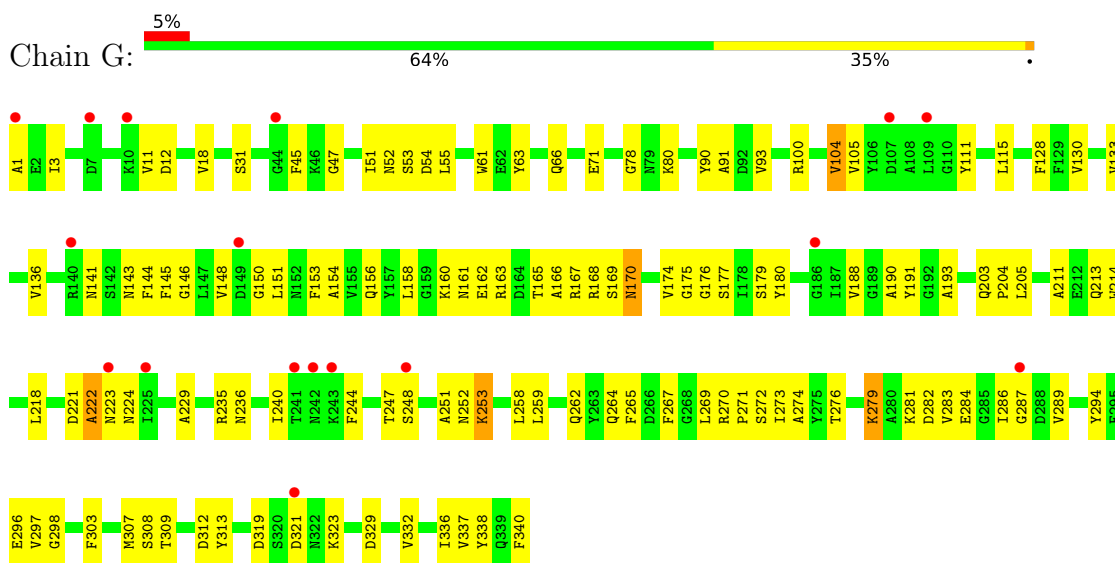 5%
Chain G:
64% 35% •
A1 E2 I3 D7 K10 V11 D12 V18 S31 G44 F45 K46 G47 I51 N52 S53 D54 L55 W61 E62 Y63 Q66 E71 G78 N79 K80 Y90 A91 D92 V93 R100 V104 V105 Y106 D107 A108 L109 G110 Y111 L115 F128 F129 V130 V133
V136 R140 N141 S142 N143 F144 F145 G146 L147 V148 D149 G150 L151 N152 F153 A154 V155 Q156 Y157 L158 G159 K160 N161 E162 R163 D164 T165 A166 R167 R168 S169 N170 V174 G175 G176 S177 I178 S179 Y180 G186 I187 V188 G189 A190 Y191 G192 A193 Q203 P204 L205 A211 E212 Q213 W214
L218 D221 A222 N223 N224 I225 A229 R235 N236 I240 T241 N242 K243 F244 T247 S248 A251 N252 K253 L258 L259 Q262 Y263 Q264 F265 D266 F267 G268 L269 R270 P271 S272 I273 A274 Y275 T276 K279 A280 K281 D282 V283 E284 G285 I286 G287 D288 V289 Y294 F295
E296 V297 G298 F303 M307 S308 T309 D312 Y313 D319 S320 D321 N322 K323 D329 V332 I336 V337 Y338 Q339 F340